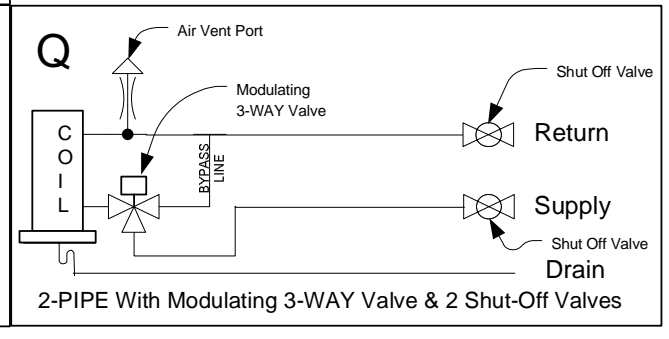 Q
Air Vent Port
Modulating
3-WAY Valve
Shut Off Valve
COIL
BYPASS
LINE
Return
Supply
Shut Off Valve
Drain
2-PIPE With Modulating 3-WAY Valve & 2 Shut-Off Valves